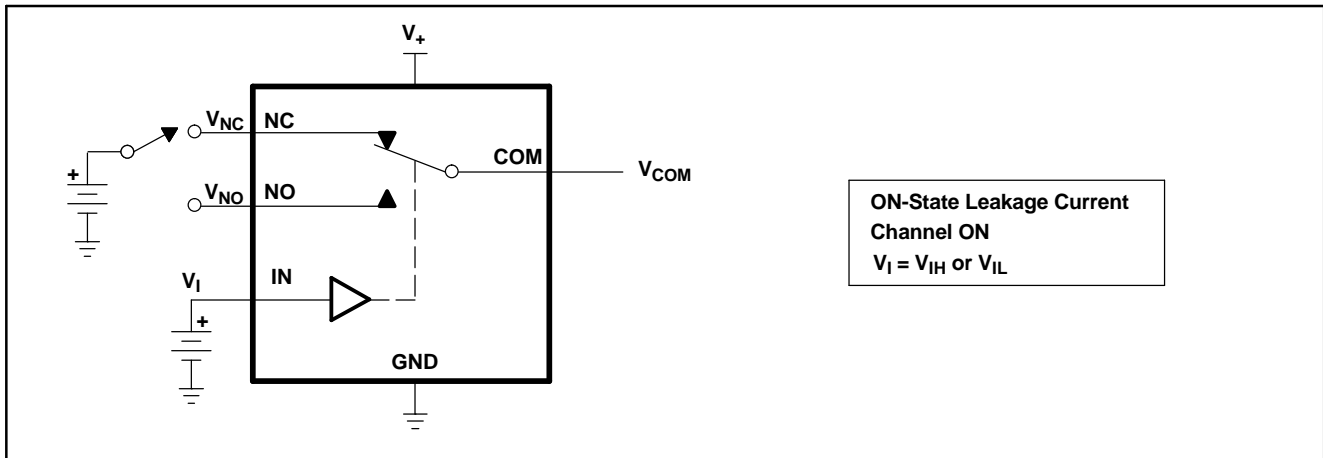 V+
VNC NC
COM
VCOM
+
VNO NO
VI IN
+
GND
ON-State Leakage Current
Channel ON
VI = VIH or VIL